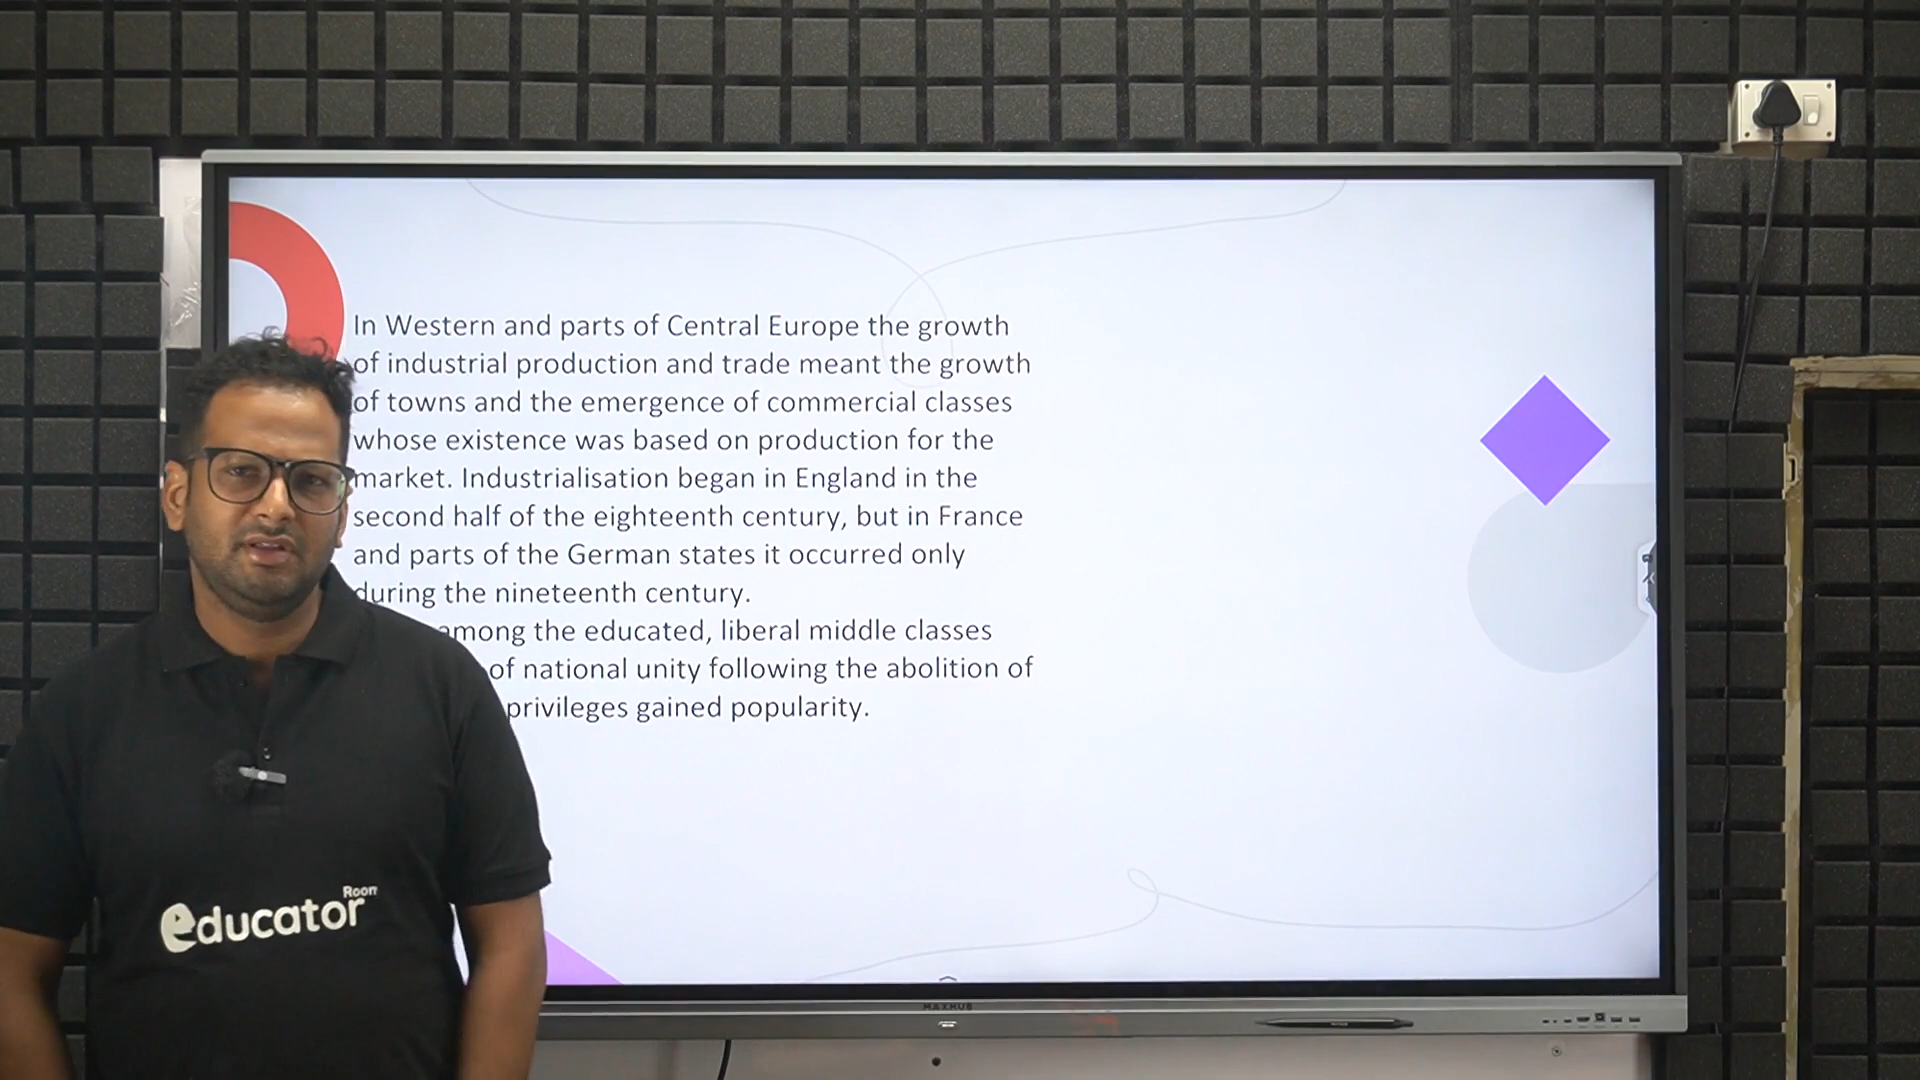 In Western and parts of Central Europe the growth
of industrial production and trade meant the growth
of towns and the emergence of commercial classes
whose existence was based on production for the
market. Industrialisation began in England in the
second half of the eighteenth century, but in France
and parts of the German states it occurred only
during the nineteenth century.
among the educated, liberal middle classes
of national unity following the abolition of
privileges gained popularity.
MAXHUB
educator
Room